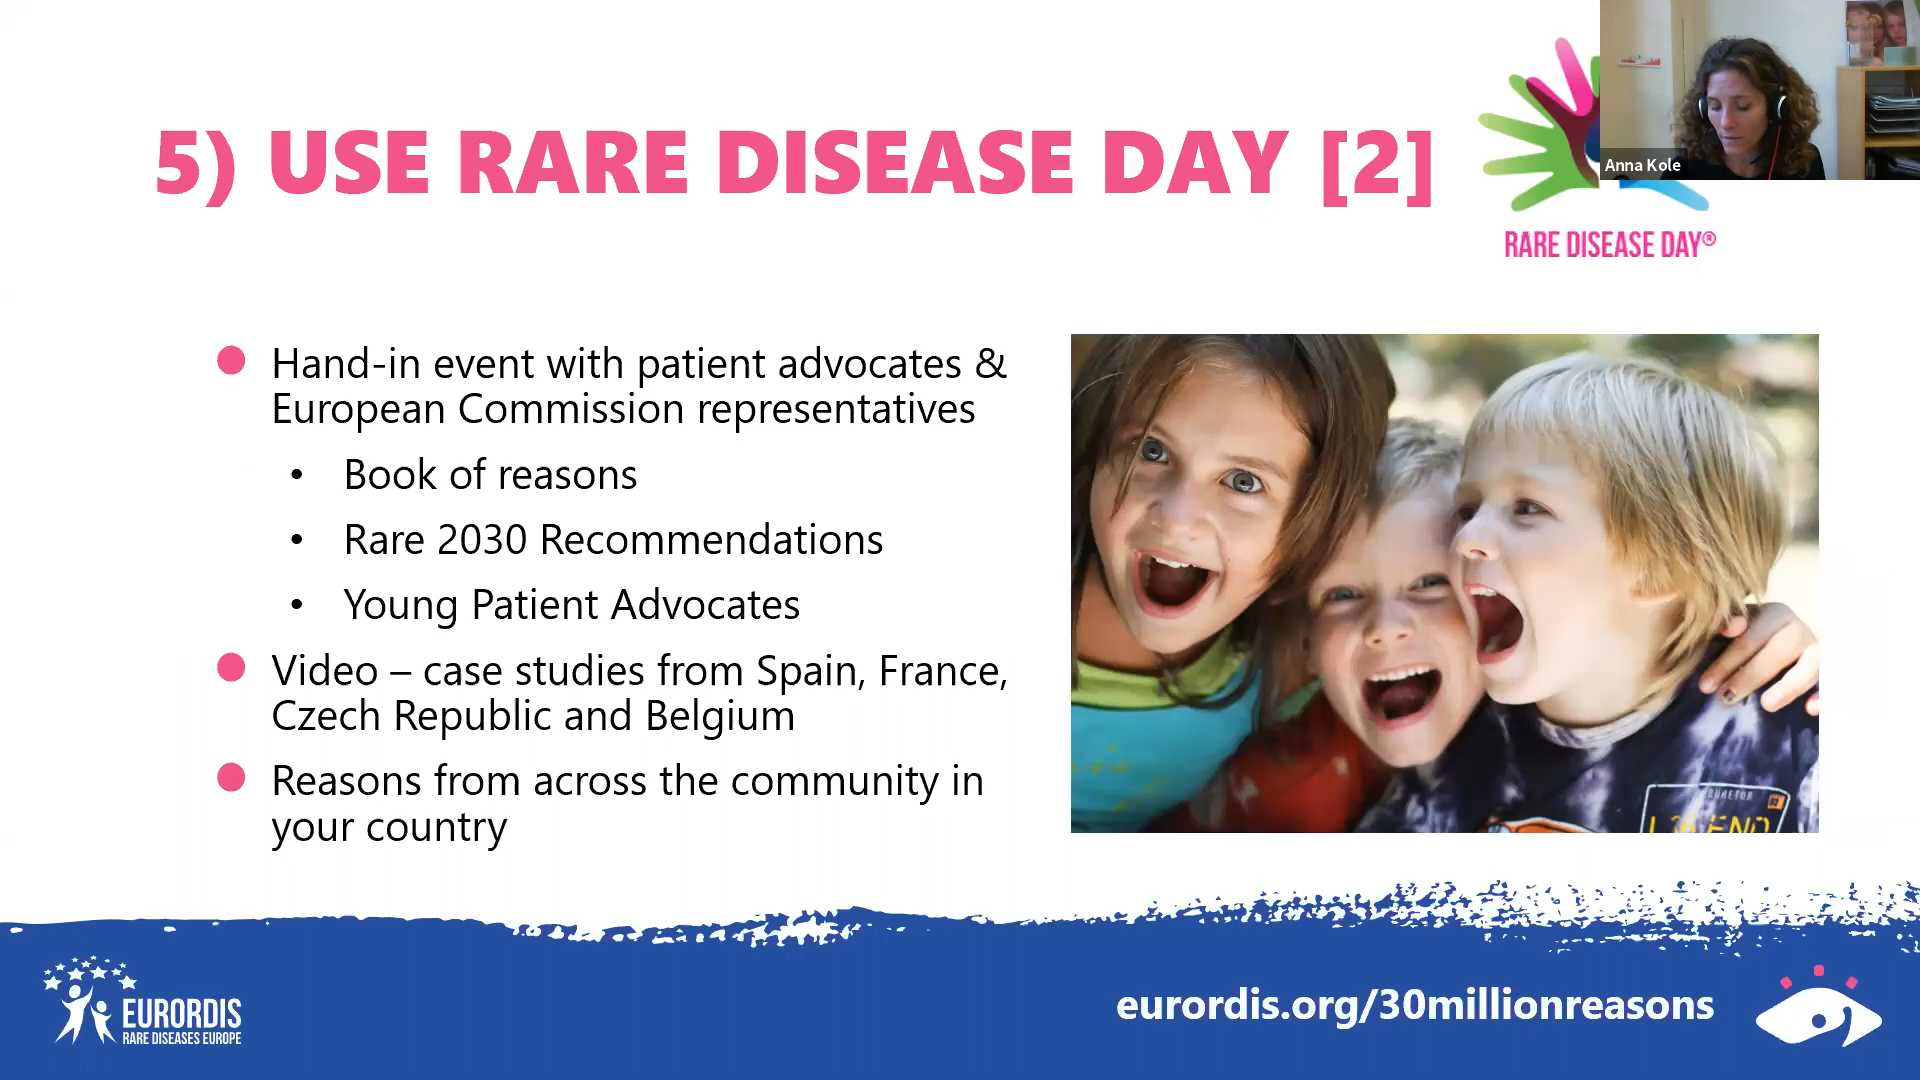 5) USE RARE DISEASE DAY [2]
Anna Kole
RARE DISEASE DAY®
● Hand-in event with patient advocates &
European Commission representatives
• Book of reasons
• Rare 2030 Recommendations
• Young Patient Advocates
● Video – case studies from Spain, France,
Czech Republic and Belgium
● Reasons from across the community in
your country
EURORDIS
RARE DISEASES EUROPE
eurordis.org/30millionreasons